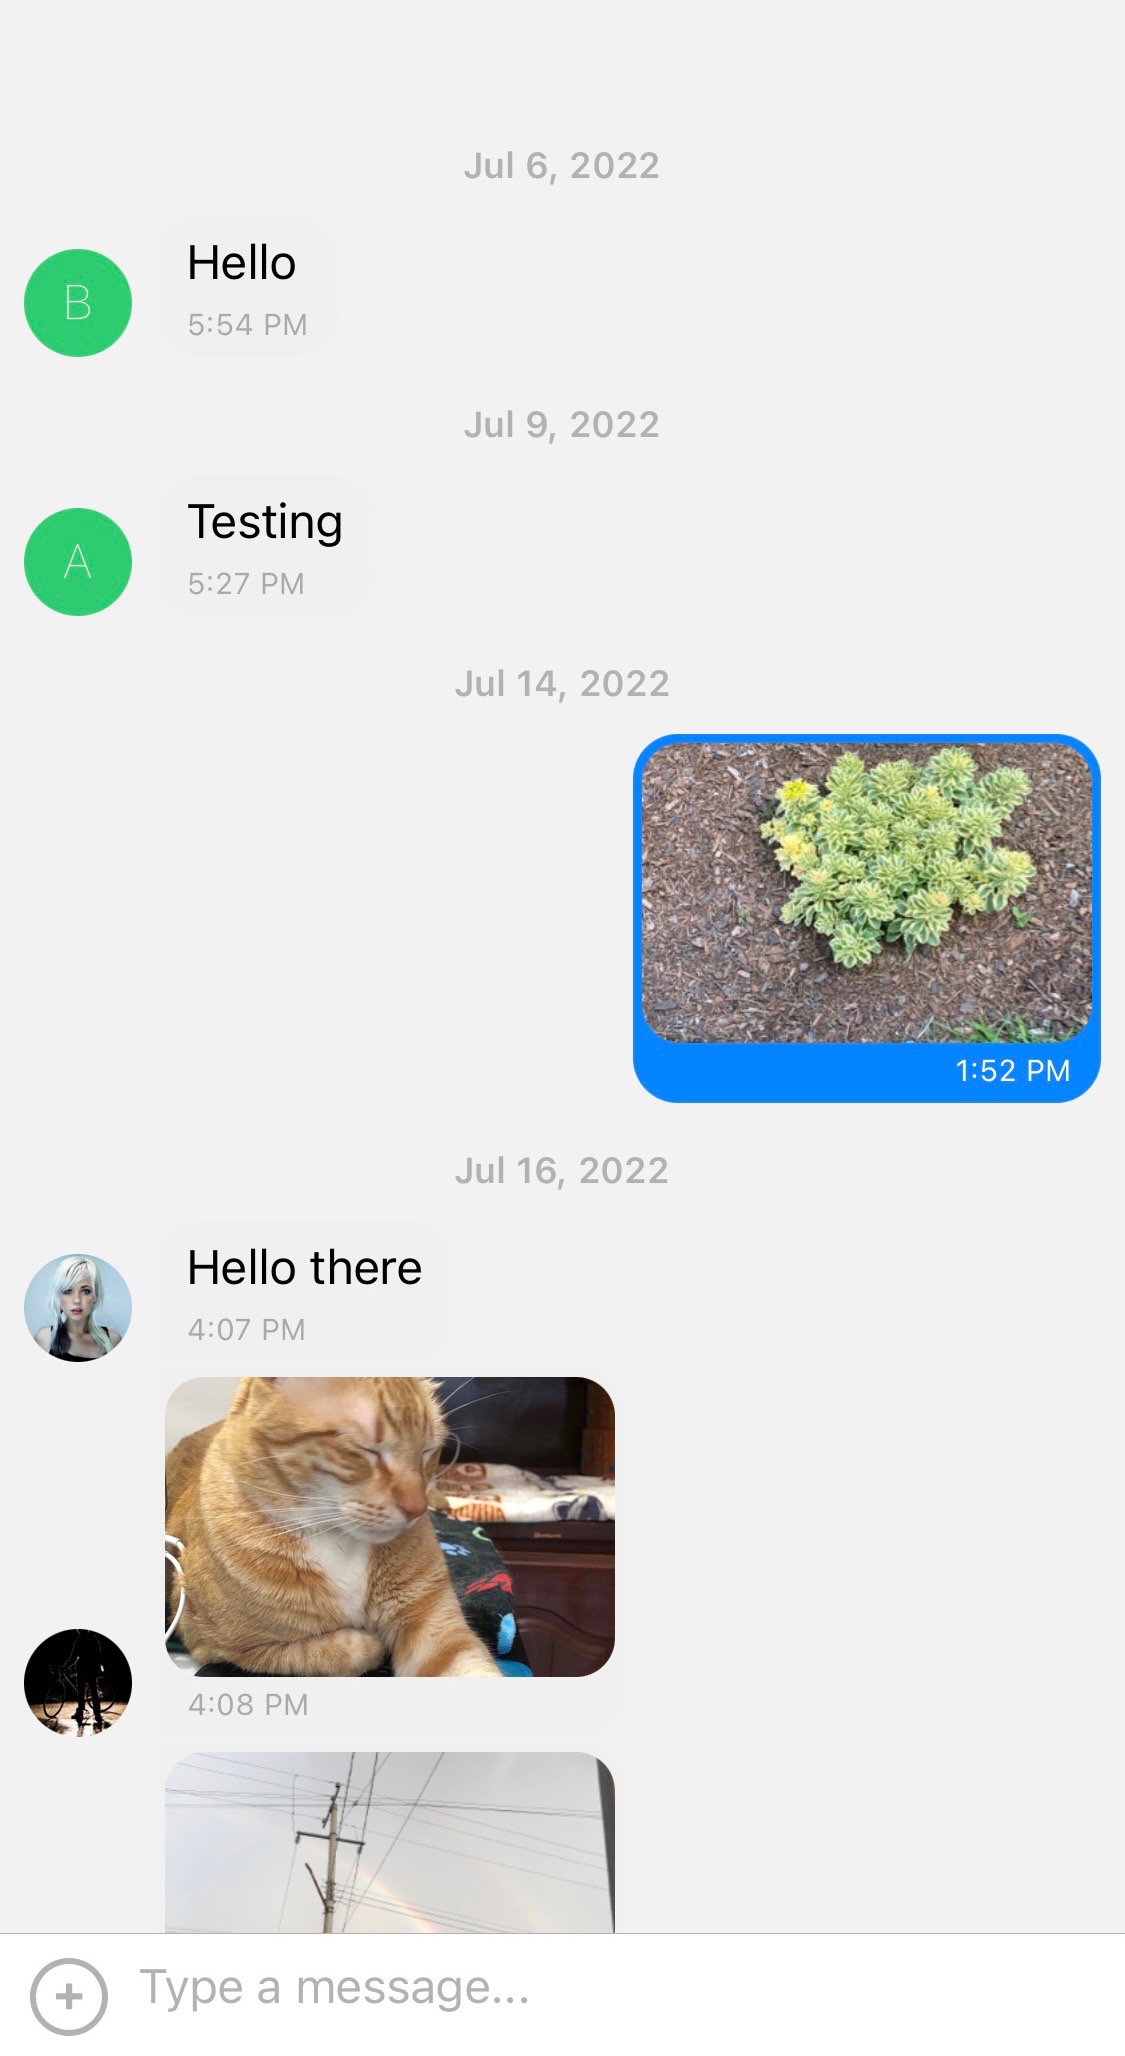 Jul 6, 2022
B
Hello
5:54 PM
Jul 9, 2022
A
Testing
5:27 PM
Jul 14, 2022
1:52 PM
Jul 16, 2022
Hello there
4:07 PM
4:08 PM
Type a message...